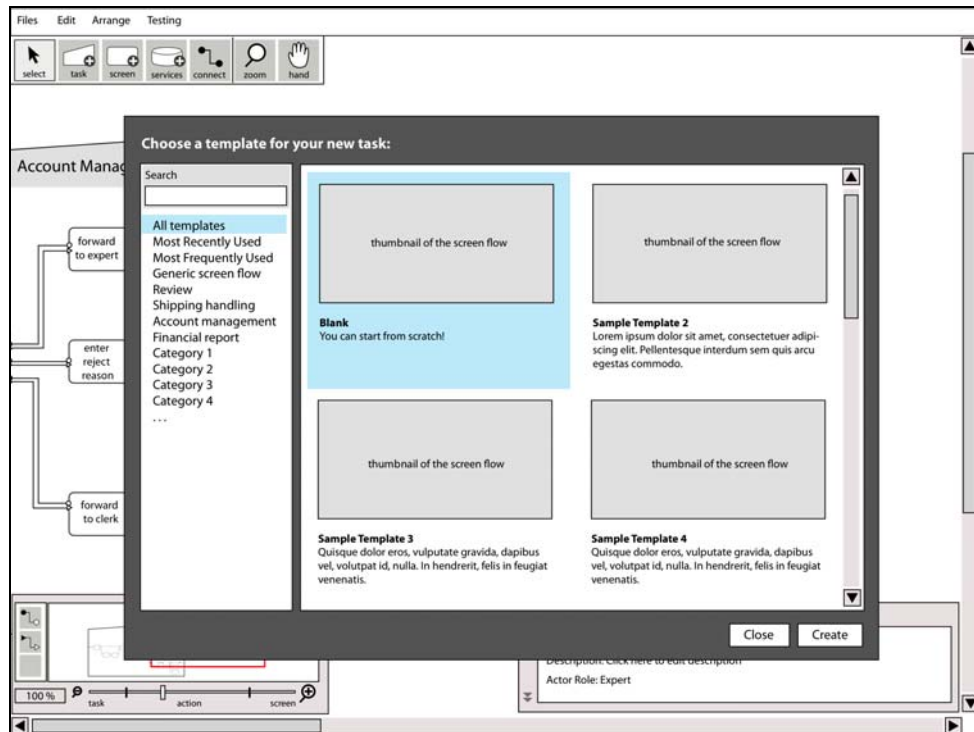 Files Edit Arrange Testing
select task screen services connect zoom hand
Account Manag
forward
to expert
enter
reject
reason
forward
to clerk
Choose a template for your new task:
Search
All templates
Most Recently Used
Most Frequently Used
Generic screen flow
Review
Shipping handling
Account management
Financial report
Category 1
Category 2
Category 3
Category 4
. . .
thumbnail of the screen flow
Blank
You can start from scratch!
thumbnail of the screen flow
Sample Template 2
Lorem ipsum dolor sit amet, consectetuer adipi-
scing elit. Pellentesque interdum sem quis arcu
egestas commodo.
thumbnail of the screen flow
Sample Template 3
Quisque dolor eros, vulputate gravida, dapibus
vel, volutpat id, nulla. In hendrerit, felis in feugiat
venenatis.
thumbnail of the screen flow
Sample Template 4
Quisque dolor eros, vulputate gravida, dapibus
vel, volutpat id, nulla. In hendrerit, felis in feugiat
venenatis.
Close Create
100 %
task action screen
Description: Click here to edit description
Actor Role: Expert